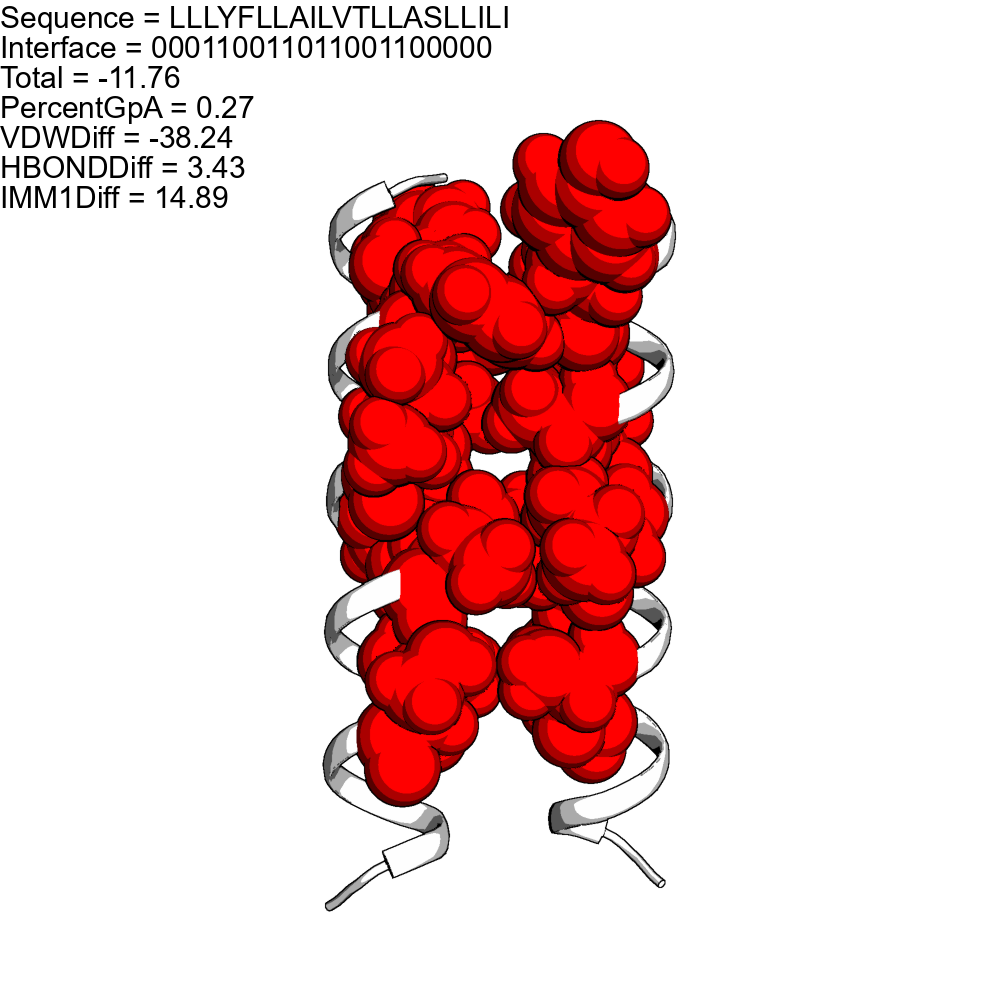 Sequence = LLLYFLLAILVTLLASLLILI
Interface = 000110011011001100000
Total = -11.76
PercentGpA = 0.27
VDWDiff = -38.24
HBONDDiff = 3.43
IMM1Diff = 14.89